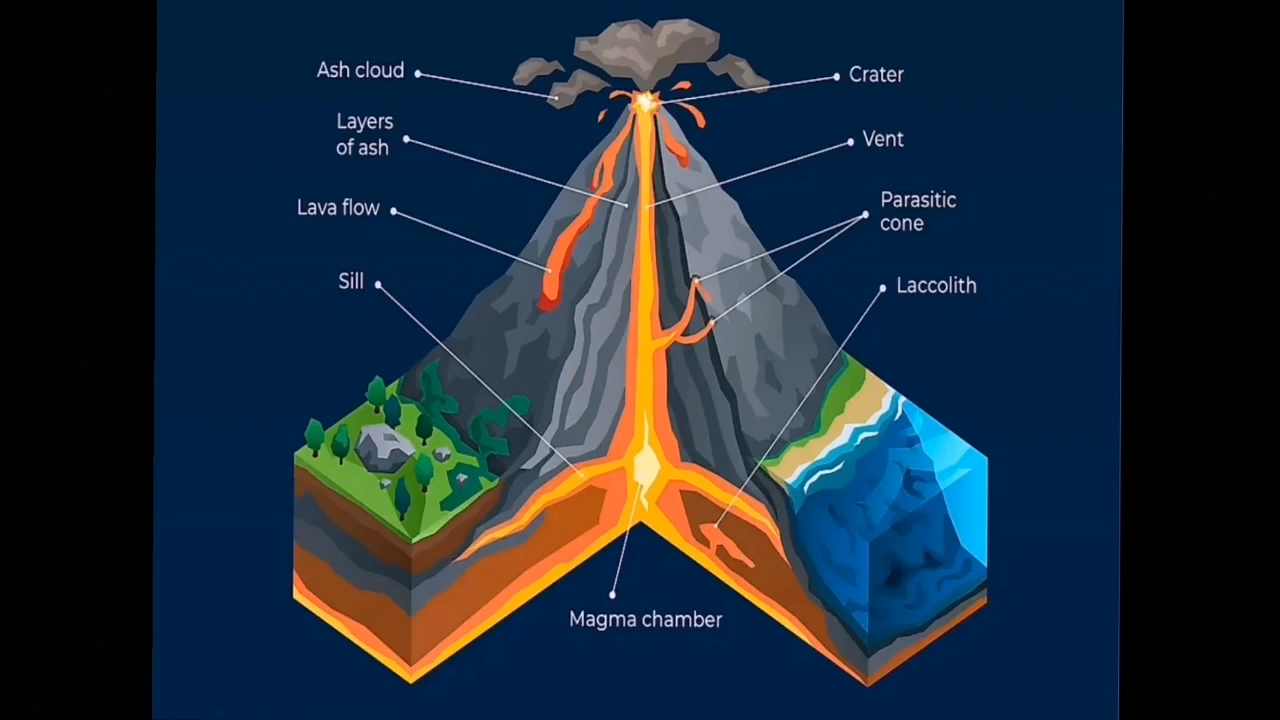 Ash cloud
Crater
Layers
of ash
Vent
Lava flow
Parasitic
cone
Sill
Laccolith
Magma chamber